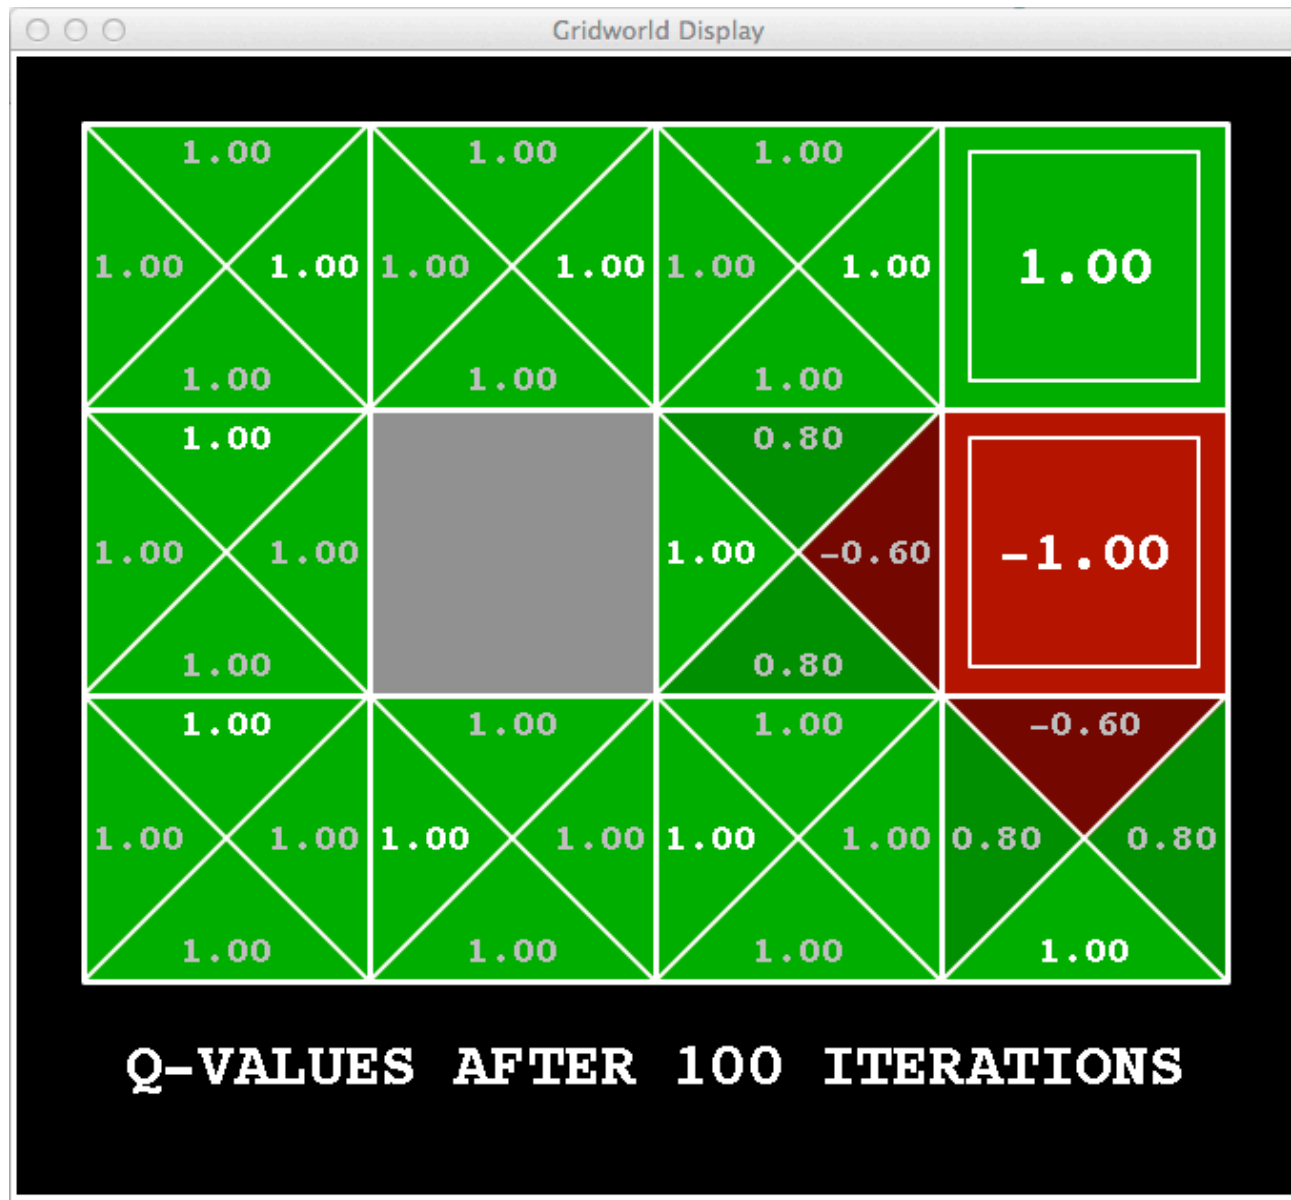 Gridworld Display
1.00 1.00 1.00
1.00 1.00 1.00 1.00 1.00 1.00 1.00
1.00 1.00 1.00
1.00 0.80
1.00 1.00 1.00 -0.60 -1.00
1.00 0.80
1.00 1.00 1.00 -0.60
1.00 1.00 1.00 1.00 1.00 1.00 0.80 0.80
1.00 1.00 1.00 1.00
Q-VALUES AFTER 100 ITERATIONS